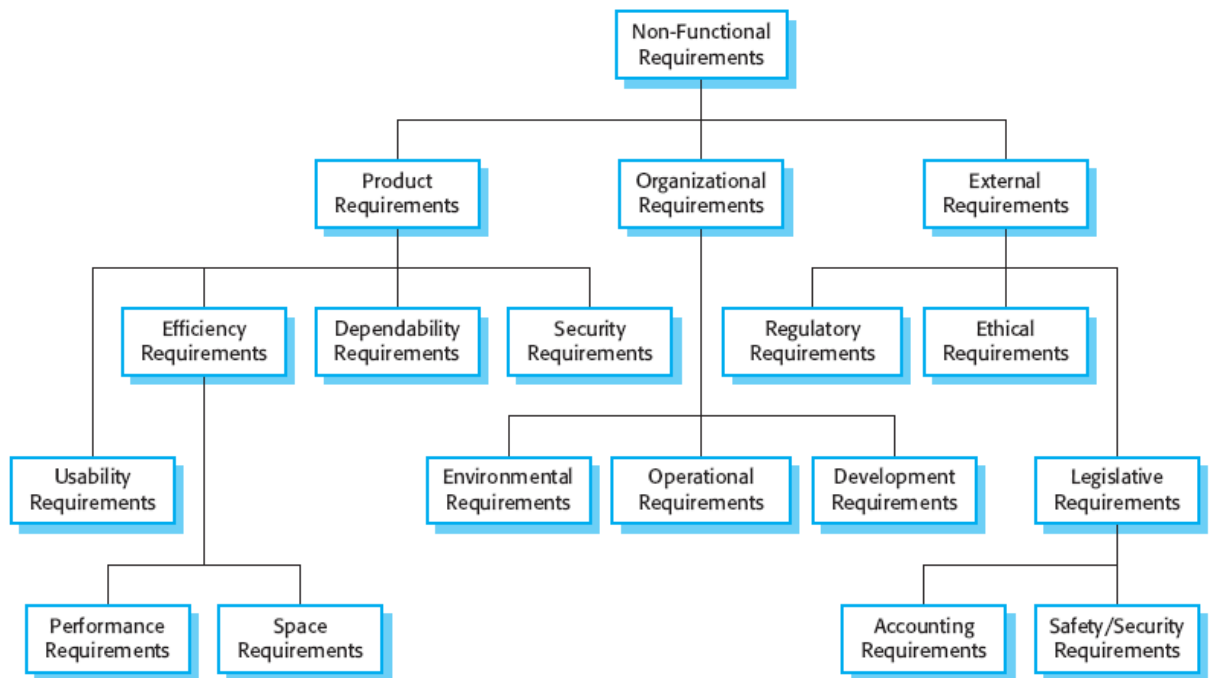 Non-Functional
Requirements
Product
Requirements
Organizational
Requirements
External
Requirements
Efficiency
Requirements
Dependability
Requirements
Security
Requirements
Regulatory
Requirements
Ethical
Requirements
Usability
Requirements
Environmental
Requirements
Operational
Requirements
Development
Requirements
Legislative
Requirements
Performance
Requirements
Space
Requirements
Accounting
Requirements
Safety/Security
Requirements